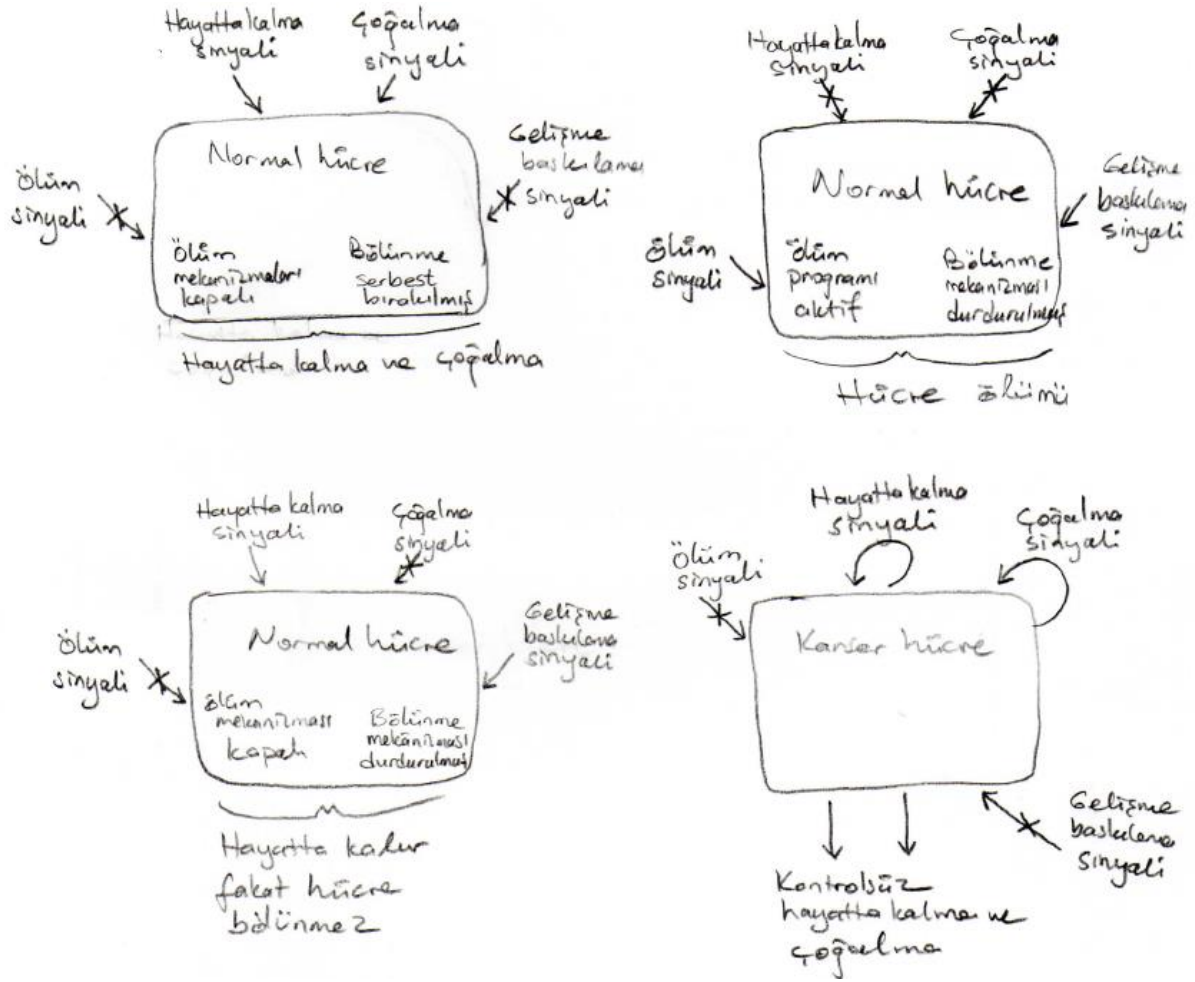 Hayatta kalma
sinyali
Çoğalma
sinyali
Ölüm
sinyali
Normal hücre
Gelişme
baskılama
sinyali
Ölüm
mekanizmaları
kapalı
Bölünme
serbest
bırakılmış
Hayatta kalma ve çoğalma
Hayatta kalma
sinyali
Çoğalma
sinyali
Ölüm
sinyali
Normal hücre
Gelişme
baskılama
sinyali
ölüm
programı
aktif
Bölünme
mekanizması
durdurulmuş
Hücre ölümü
Hayatta kalma
sinyali
Çoğalma
sinyali
Ölüm
sinyali
Normal hücre
Gelişme
baskılama
sinyali
ölüm
mekanizması
kapalı
Bölünme
mekanizması
durdurulmuş
Hayatta kalır
fakat hücre
bölünmez
Hayatta kalma
sinyali
Çoğalma
sinyali
Ölüm
sinyali
Kanser hücre
Gelişme
baskılama
sinyali
Kontrolsüz
hayatta kalma ve
çoğalma